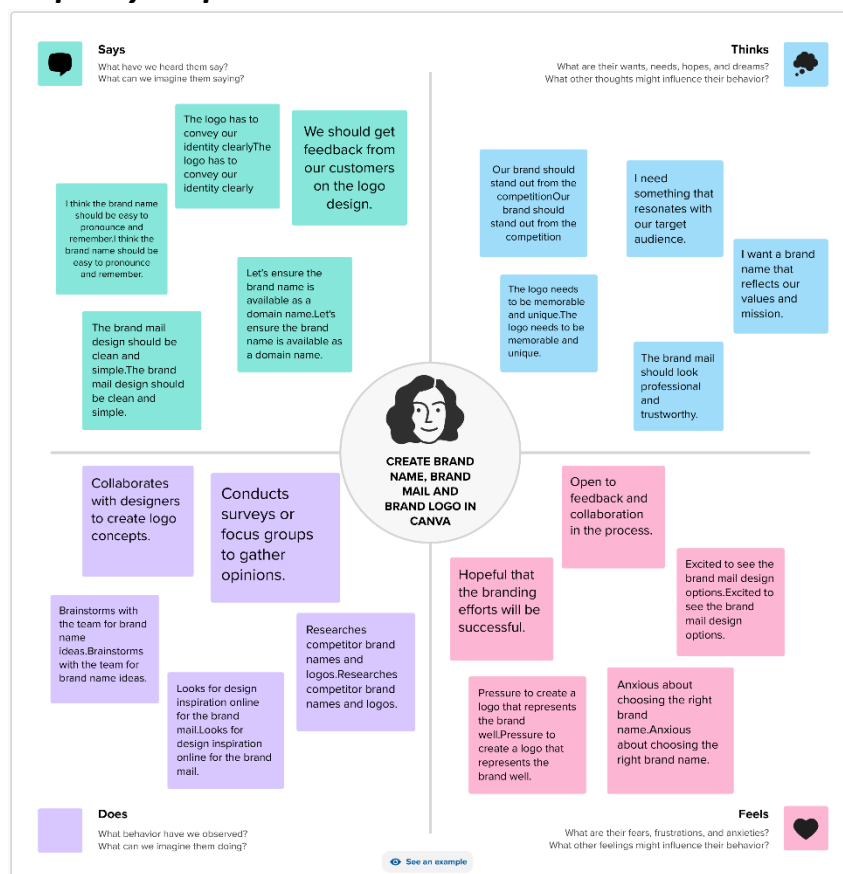 Says
What have we heard them say?
What can we imagine them saying?
Thinks
What are their wants, needs, hopes, and dreams?
What other thoughts might influence their behavior?
The logo has to
convey our
identity clearlyThe
logo has to
convey our
identity clearly
We should get
feedback from
our customers
on the logo
design.
I think the brand name
should be easy to
pronounce and
remember.I think the
brand name should be
easy to pronounce
and remember.
Let's ensure the
brand name is
available as a
domain name.Let's
ensure the brand
name is available as
a domain name.
The brand mail
design should be
clean and
simple.The brand
mail design should
be clean and
simple.
Our brand should
stand out from the
competitionOur
brand should
stand out from the
competition
I need
something that
resonates with
our target
audience.
I want a brand
name that
reflects our
values and
mission.
The logo needs
to be memorable
and unique.The
logo needs to be
memorable and
unique.
The brand mail
should look
professional
and
trustworthy.
CREATE BRAND
NAME, BRAND
MAIL AND
BRAND LOGO IN
CANVA
Collaborates
with designers
to create logo
concepts.
Conducts
surveys or
focus groups
to gather
opinions.
Brainstorms with
the team for brand
name
ideas.Brainstorms
with the team for
brand name ideas.
Researches
competitor brand
names and
logos.Researches
competitor brand
names and logos.
Looks for design
inspiration online
for the brand
mail.Looks for
design inspiration
online for the brand
mail.
Open to
feedback and
collaboration
in the process.
Hopeful that
the branding
efforts will be
successful.
Excited to see the
brand mail design
options.Excited to
see the brand
mail design
options.
Pressure to create a
logo that represents
the brand
well.Pressure to
create a logo that
represents the
brand well.
Anxious about
choosing the right
brand
name.Anxious
about choosing the
right brand name.
Does
What behavior have we observed?
What can we imagine them doing?
Feels
What are their fears, frustrations, and anxieties?
What other feelings might influence their behavior?
See an example